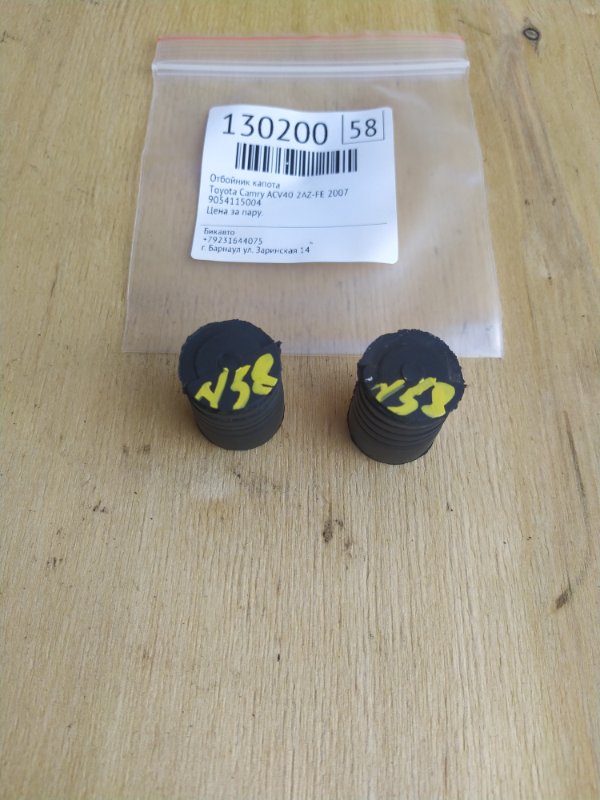 130200 58
Отбойник капота
Toyota Camry ACV40 2AZ-FE 2007
9054115004
Цена за пару.
Бикавто
+79231644075
г. Барнаул ул. Заринская 14
N58 N58